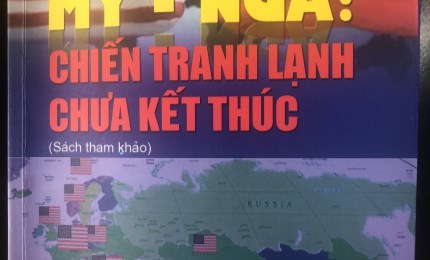 MỸ - NGA:
CHIẾN TRANH LẠNH
CHƯA KẾT THÚC
(Sách tham khảo)
RUSSIA